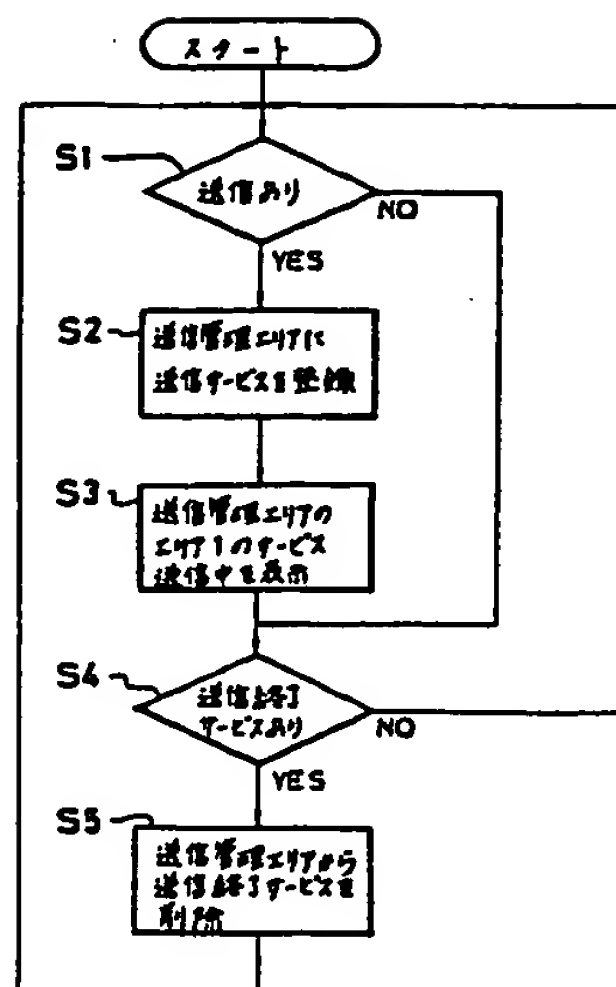 スタート
S1
送信あり
NO
YES
S2
送信管理エリアに
送信サービスを登録
S3
送信管理エリアの
エリア1のサービス
送信中を表示
S4
送信終了
サービスあり
NO
YES
S5
送信管理エリアから
送信終了サービスを
削除